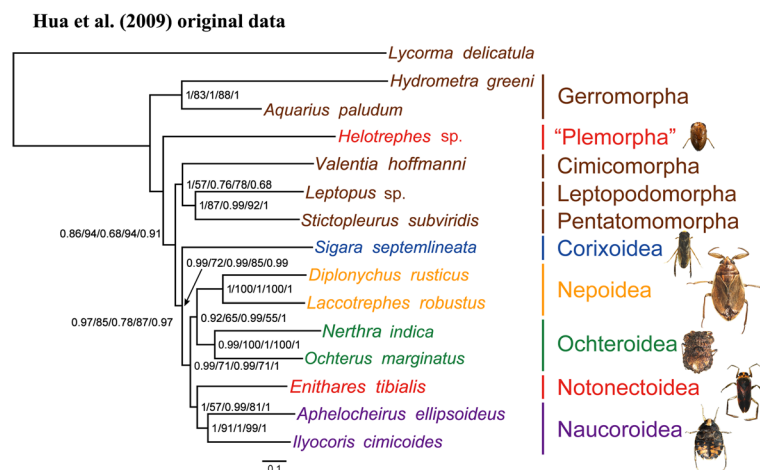 Hua et al. (2009) original data
Lycorma delicatula
Hydrometra greeni
1/83/1/88/1
Aquarius paludum
Gerromorpha
Helotrephes sp.
“Plemorpha”
Valentia hoffmanni
Cimicomorpha
1/57/0.76/78/0.68
Leptopus sp.
Leptopodomorpha
1/87/0.99/92/1
Stictopleurus subviridis
Pentatomomorpha
0.86/94/0.68/94/0.91
Sigara septemlineata
Corixoidea
0.99/72/0.99/85/0.99
Diplonychus rusticus
1/100/1/100/1
Nepoidea
Laccotrephes robustus
0.97/85/0.78/87/0.97
0.92/65/0.99/55/1
Nerthra indica
0.99/100/1/100/1
Ochteroidea
Ochterus marginatus
0.99/71/0.99/71/1
Enithares tibialis
Notonectoidea
1/57/0.99/81/1
Aphelocheirus ellipsoideus
1/91/1/99/1
Naucoroidea
Ilyocoris cimicoides
0.1